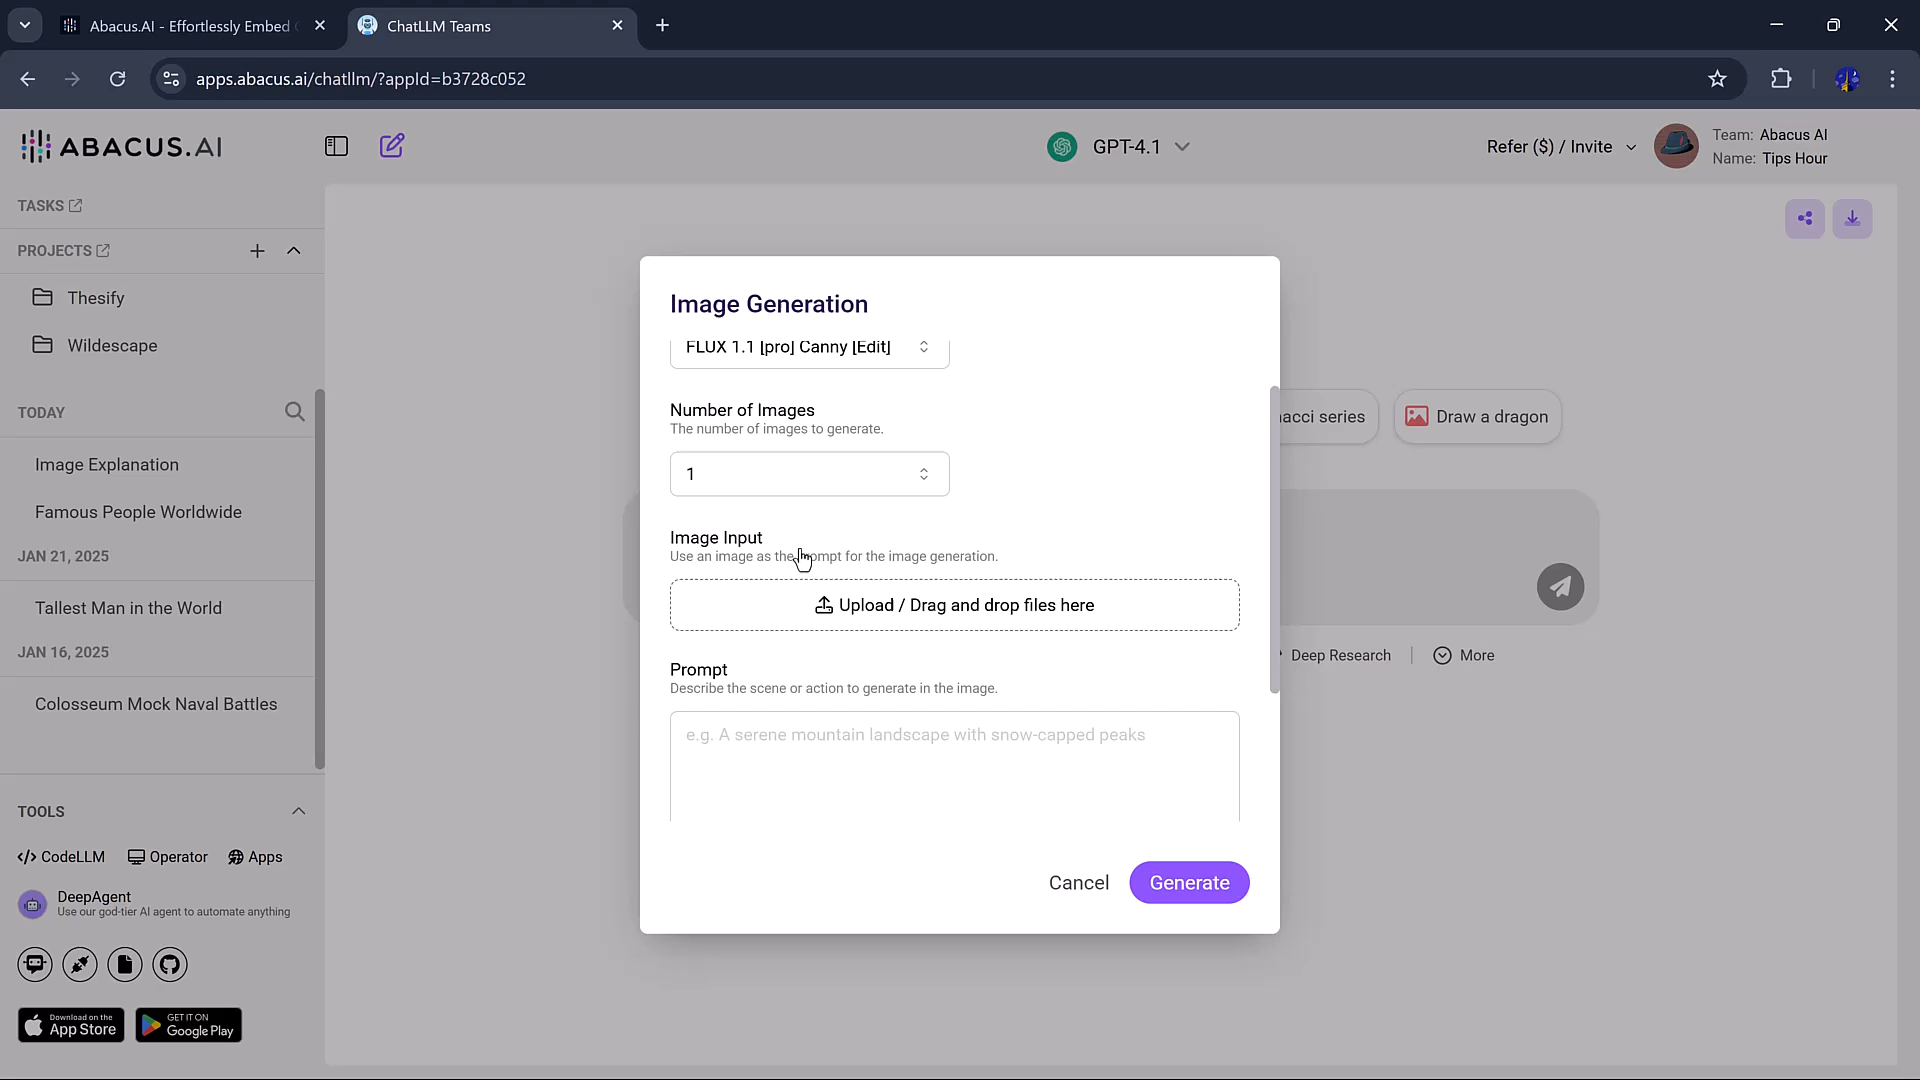 Abacus.AI - Effortlessly Embed
ChatLLM Teams
apps.abacus.ai/chatllm/?appId=b3728c052
ABACUS.AI
GPT-4.1
Refer ($) / Invite
Team: Abacus AI
Name: Tips Hour
TASKS
PROJECTS
Thesify
Wildescape
TODAY
Image Explanation
Famous People Worldwide
JAN 21, 2025
Tallest Man in the World
JAN 16, 2025
Colosseum Mock Naval Battles
TOOLS
CodeLLM
Operator
Apps
DeepAgent
Use our god-tier AI agent to automate anything
Download on the
App Store
GET IT ON
Google Play
Image Generation
FLUX 1.1 [pro] Canny [Edit]
Number of Images
The number of images to generate.
1
Image Input
Use an image as the prompt for the image generation.
Upload / Drag and drop files here
Prompt
Describe the scene or action to generate in the image.
e.g. A serene mountain landscape with snow-capped peaks
Cancel
Generate
series
Draw a dragon
Deep Research
More